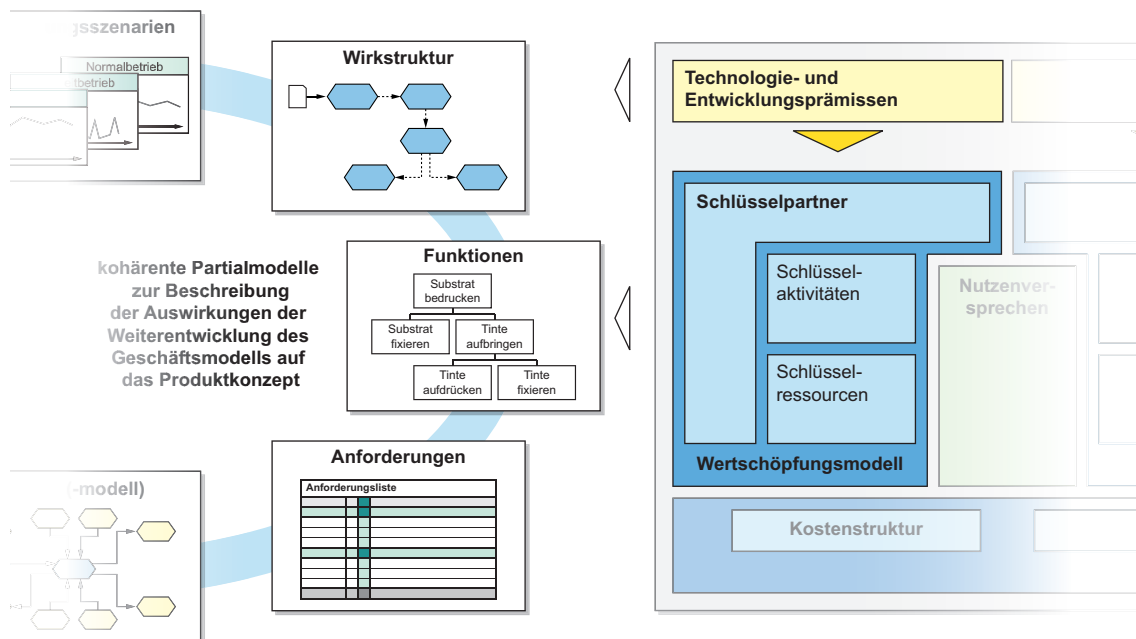 gsszenarien
Normalbetrieb
tbetrieb
Wirkstruktur
kohärente Partialmodelle
zur Beschreibung
der Auswirkungen der
Weiterentwicklung des
Geschäftsmodells auf
das Produktkonzept
Funktionen
Substrat
bedrucken
Substrat
fixieren
Tinte
aufbringen
Tinte
aufdrücken
Tinte
fixieren
(-modell)
Anforderungen
Anforderungsliste
Technologie- und
Entwicklungsprämissen
Schlüsselpartner
Schlüssel-
aktivitäten
Schlüssel-
ressourcen
Wertschöpfungsmodell
Nutzenver-
sprechen
Kostenstruktur